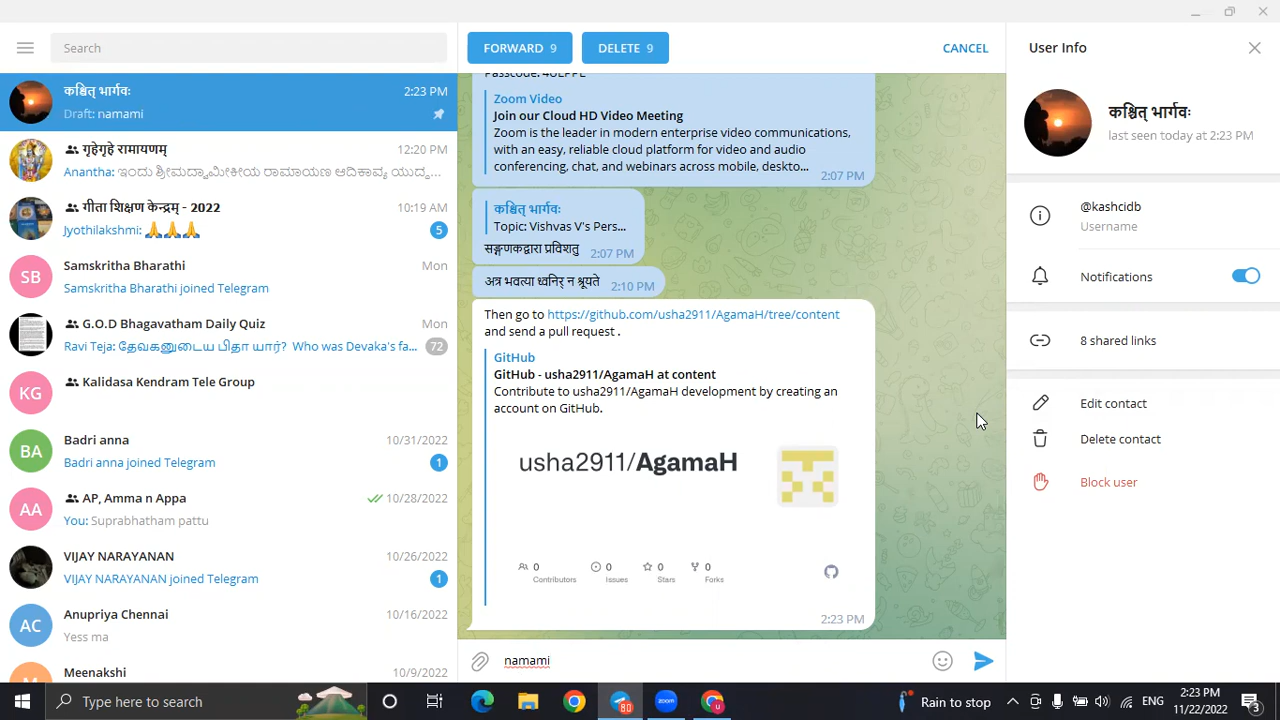 Search
कश्चित् भार्गवः
2:23 PM
Draft: namami
गृहेगृहे रामायणम्
12:20 PM
Anantha: ಇಂದು ಶ್ರೀಮದ್ವಾಮೀಕೀಯ ರಾಮಾಯಣ ಆದಿಕಾವ್ಯ ಯುದ್ಧ...
गीता शिक्षण केन्द्रम् - 2022
10:19 AM
Jyothilakshmi: 🙏🙏🙏
5
SB
Samskritha Bharathi
Mon
Samskritha Bharathi joined Telegram
G.O.D Bhagavatham Daily Quiz
Mon
Ravi Teja: தேவகனுடைய பிதா யார்? Who was Devaka's fa...
72
KG
Kalidasa Kendram Tele Group
BA
Badri anna
10/31/2022
Badri anna joined Telegram
1
AA
AP, Amma n Appa
10/28/2022
You: Suprabhatham pattu
VIJAY NARAYANAN
10/26/2022
VIJAY NARAYANAN joined Telegram
1
AC
Anupriya Chennai
10/16/2022
Yess ma
Meenakshi
10/9/2022
FORWARD 9
DELETE 9
CANCEL
Zoom Video
Join our Cloud HD Video Meeting
Zoom is the leader in modern enterprise video communications,
with an easy, reliable cloud platform for video and audio
conferencing, chat, and webinars across mobile, deskto...
2:07 PM
कश्चित् भार्गवः
Topic: Vishvas V's Pers...
सङ्गणकद्वारा प्रविशतु
2:07 PM
अत्र भवत्या ध्वनिर् न श्रूयते
2:10 PM
Then go to https://github.com/usha2911/AgamaH/tree/content
and send a pull request .
GitHub
GitHub - usha2911/AgamaH at content
Contribute to usha2911/AgamaH development by creating an
account on GitHub.
usha2911/AgamaH
0 Contributors
0 Issues
0 Stars
0 Forks
2:23 PM
namami
User Info
कश्चित् भार्गवः
last seen today at 2:23 PM
@kashcidb
Username
Notifications
8 shared links
Edit contact
Delete contact
Block user
Type here to search
80
zoom
U
Rain to stop
ENG
2:23 PM
11/22/2022
3